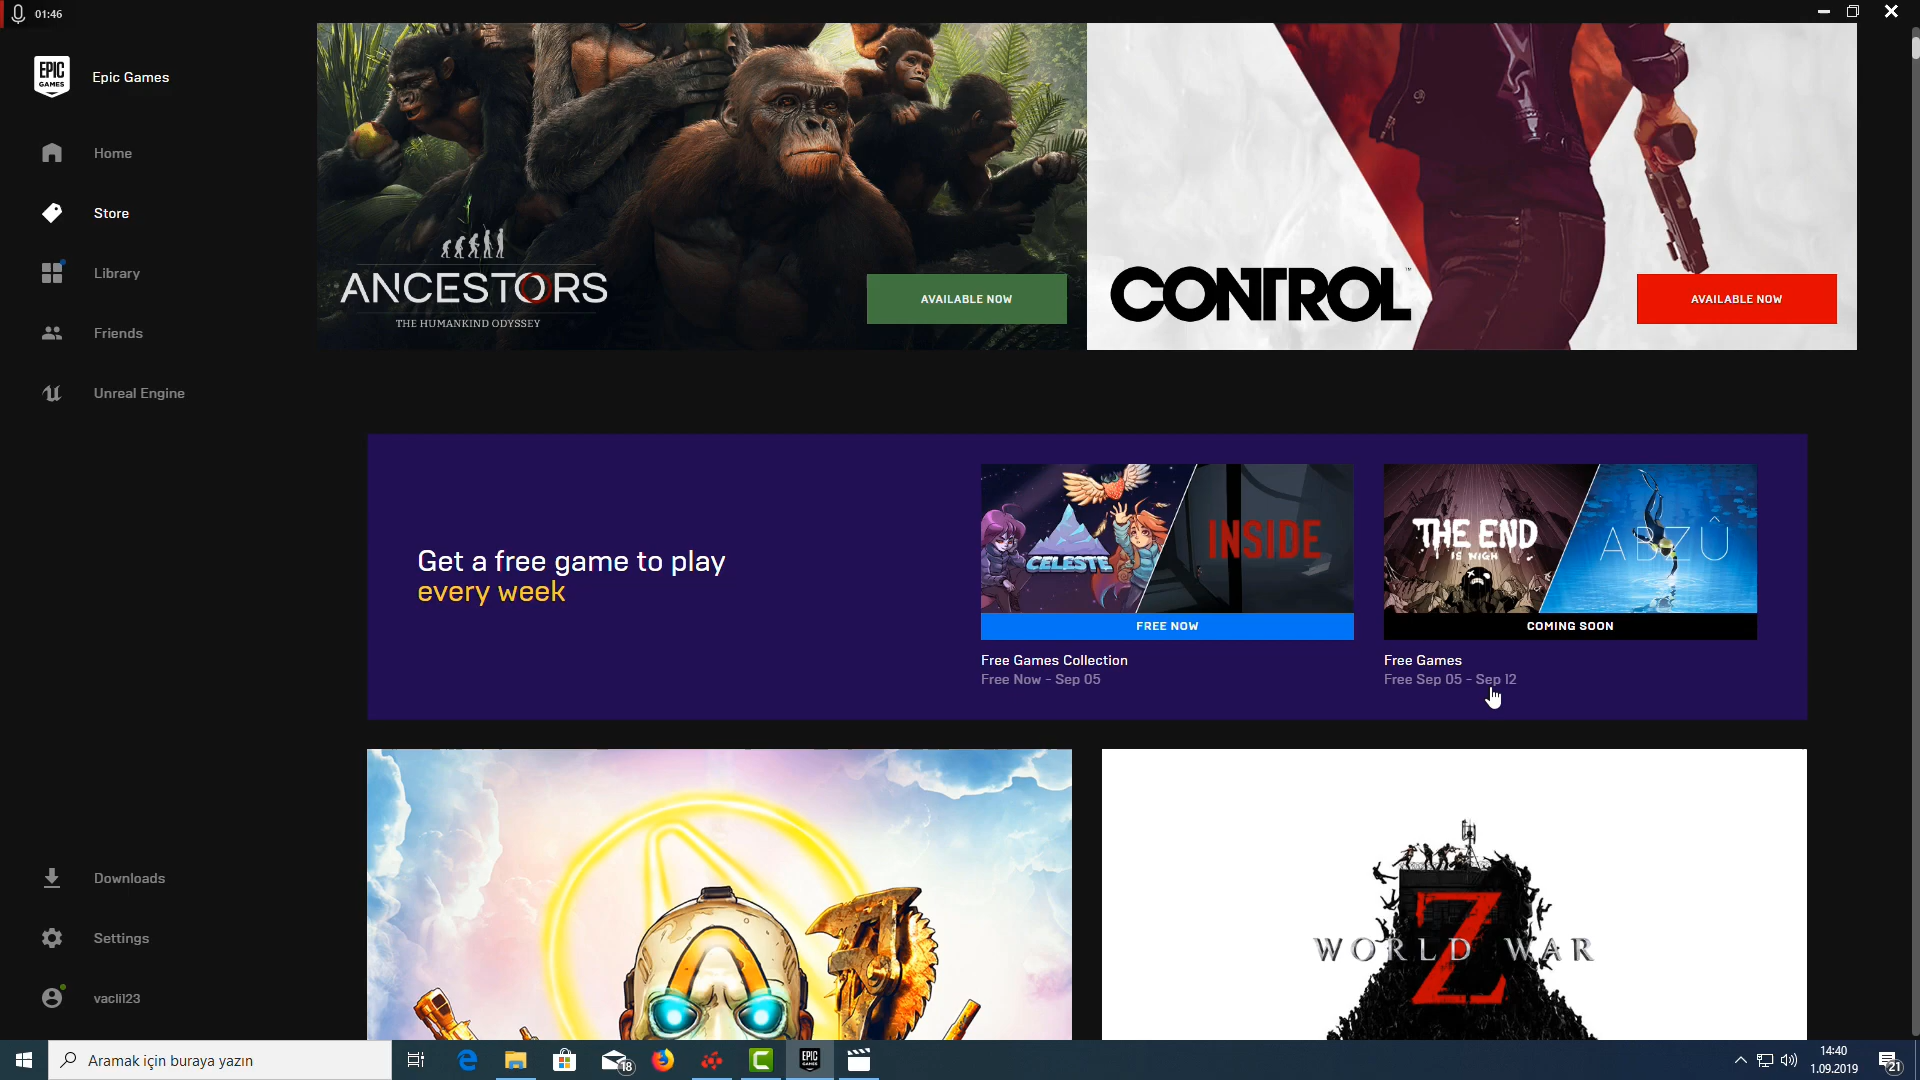 01:46
EPIC
GAMES
Epic Games
Home
Store
Library
Friends
Unreal Engine
ANCESTORS
THE HUMANKIND ODYSSEY
AVAILABLE NOW
CONTROL
AVAILABLE NOW
Get a free game to play
every week
CELESTE
INSIDE
FREE NOW
Free Games Collection
Free Now - Sep 05
THE END
IS NIGH
ABZÛ
COMING SOON
Free Games
Free Sep 05 - Sep 12
WORLD WAR
Z
Downloads
Settings
vacli123
Aramak için buraya yazın
18
EPIC
GAMES
14:40
1.09.2019
21